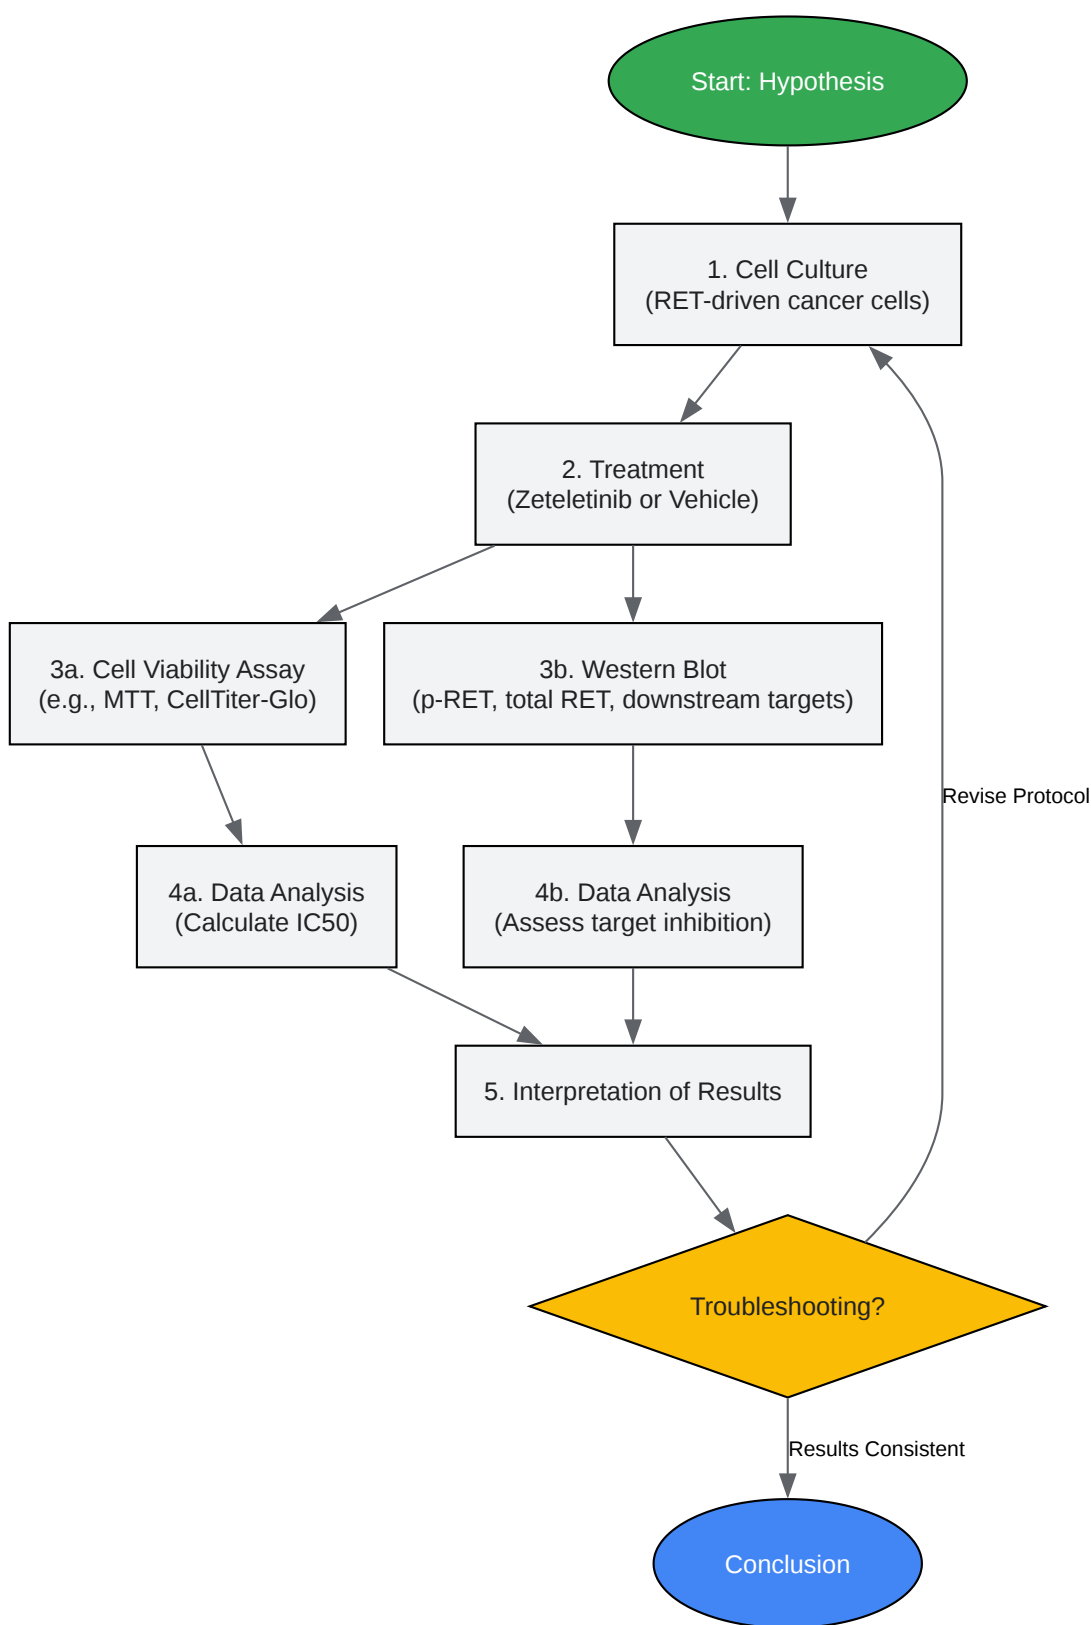 Start: Hypothesis
1. Cell Culture
(RET-driven cancer cells)
2. Treatment
(Zeteletinib or Vehicle)
3a. Cell Viability Assay
(e.g., MTT, CellTiter-Glo)
3b. Western Blot
(p-RET, total RET, downstream targets)
Revise Protocol
4a. Data Analysis
(Calculate IC50)
4b. Data Analysis
(Assess target inhibition)
5. Interpretation of Results
Troubleshooting?
Results Consistent
Conclusion